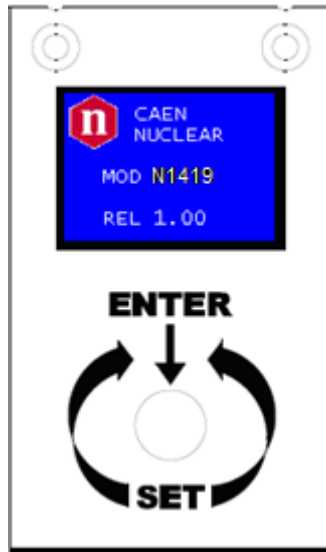 n
CAEN
NUCLEAR
MOD N1419
REL 1.00
ENTER
SET